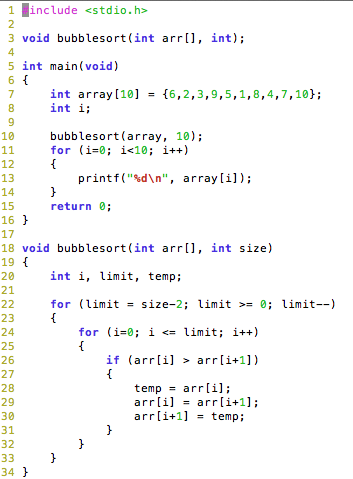 1 #include <stdio.h>
2
3 void bubblesort(int arr[], int);
4
5 int main(void)
6 {
7     int array[10] = {6,2,3,9,5,1,8,4,7,10};
8     int i;
9
10     bubblesort(array, 10);
11     for (i=0; i<10; i++)
12     {
13         printf("%d\n", array[i]);
14     }
15     return 0;
16 }
17
18 void bubblesort(int arr[], int size)
19 {
20     int i, limit, temp;
21
22     for (limit = size-2; limit >= 0; limit--)
23     {
24         for (i=0; i <= limit; i++)
25         {
26             if (arr[i] > arr[i+1])
27             {
28                 temp = arr[i];
29                 arr[i] = arr[i+1];
30                 arr[i+1] = temp;
31             }
32         }
33     }
34 }